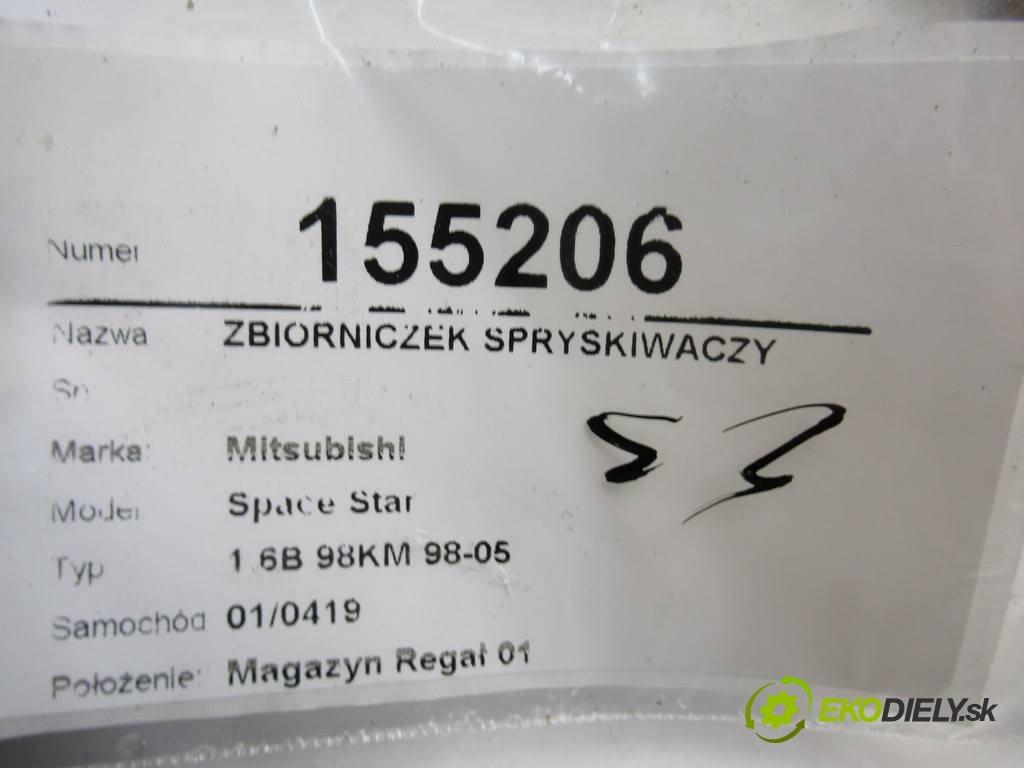 Numer 155206
Nazwa ZBIORNICZEK SPRYSKIWACZY
Sn
Marka: Mitsubishi
Model Space Star
Typ 1.6B 98KM 98-05
Samochód 01/0419
Położenie: Magazyn Regał 01
EKODIELY.sk